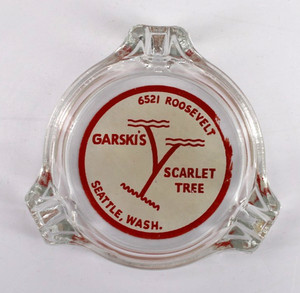 6521 ROOSEVELT
GARSKI'S
SCARLET
TREE
SEATTLE, WASH.